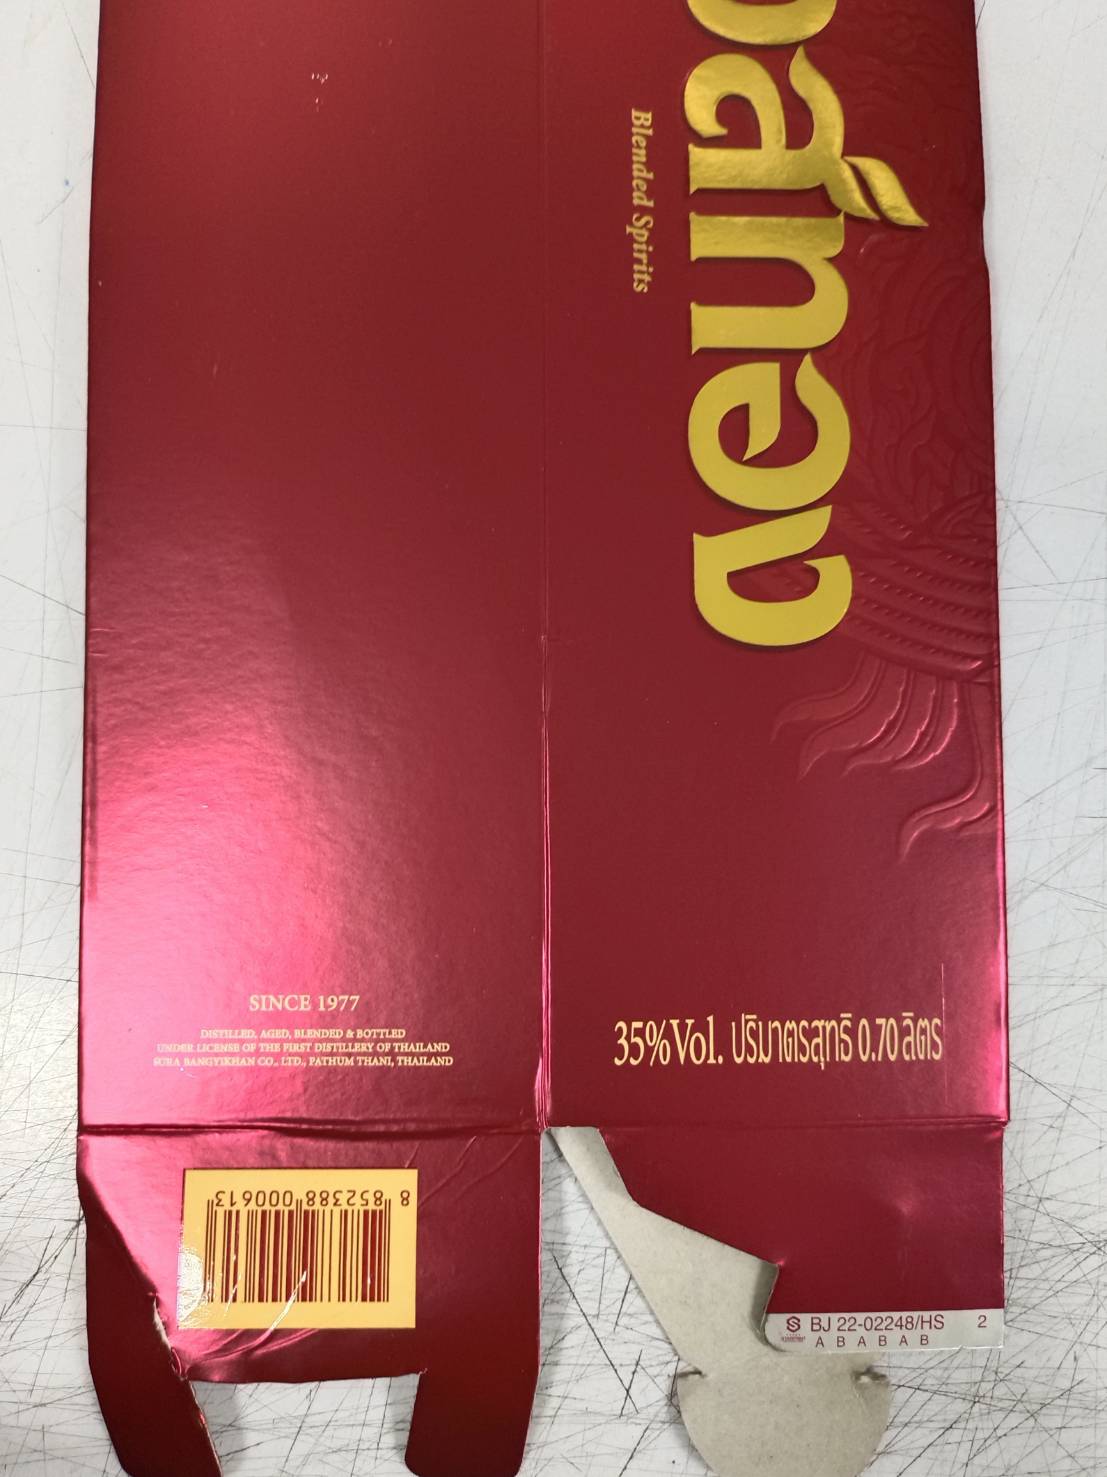 งส์ทอง
Blended Spirits
SINCE 1977
DISTILLED, AGED, BLENDED & BOTTLED
UNDER LICENSE OF THE FIRST DISTILLERY OF THAILAND
SURA BANGYIKHAN CO., LTD., PATHUM THANI, THAILAND
35%Vol. ปริมาตรสุทธิ 0.70 ลิตร
8 852388 000613
BJ 22-02248/HS 2
A B A B A B